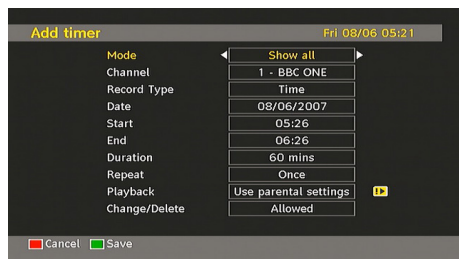 Add timer Fri 08/06 05:21
Mode Show all
Channel 1 - BBC ONE
Record Type Time
Date 08/06/2007
Start 05:26
End 06:26
Duration 60 mins
Repeat Once
Playback Use parental settings
Change/Delete Allowed
Cancel Save